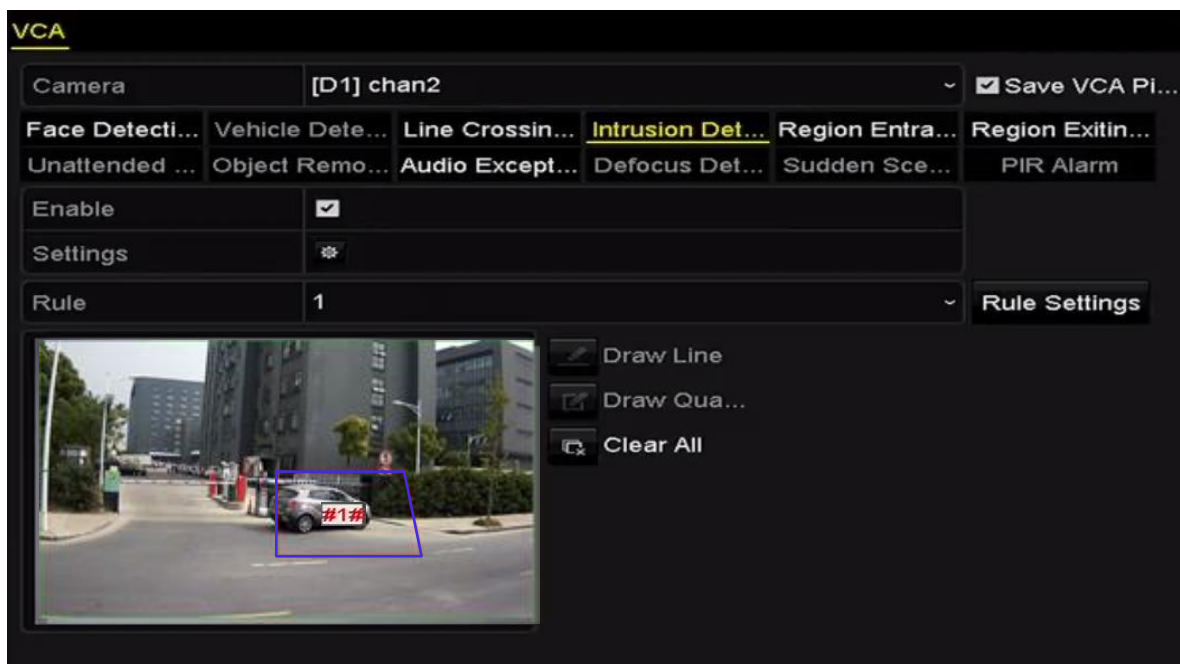 VCA
Camera [D1] chan2 Save VCA Pi...
Face Detecti... Vehicle Dete... Line Crossin... Intrusion Det... Region Entra... Region Exitin...
Unattended ... Object Remo... Audio Except... Defocus Det... Sudden Sce... PIR Alarm
Enable
Settings
Rule 1 Rule Settings
Draw Line
Draw Qua...
Clear All
#1#